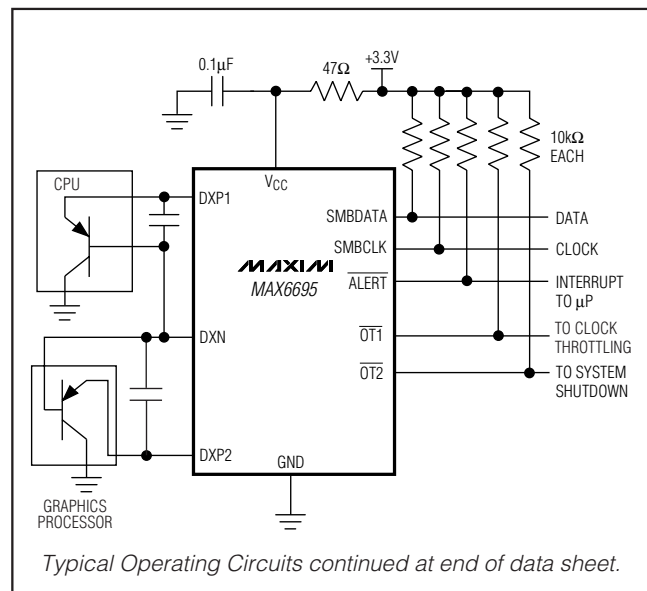 +3.3V
0.1µF
47Ω
10kΩ
EACH
CPU
VCC
DXP1
SMBDATA
DATA
SMBCLK
CLOCK
MAXIM
MAX6695
ALERT
INTERRUPT
TO µP
DXN
OT1
TO CLOCK
THROTTLING
OT2
TO SYSTEM
SHUTDOWN
DXP2
GND
GRAPHICS
PROCESSOR
Typical Operating Circuits continued at end of data sheet.